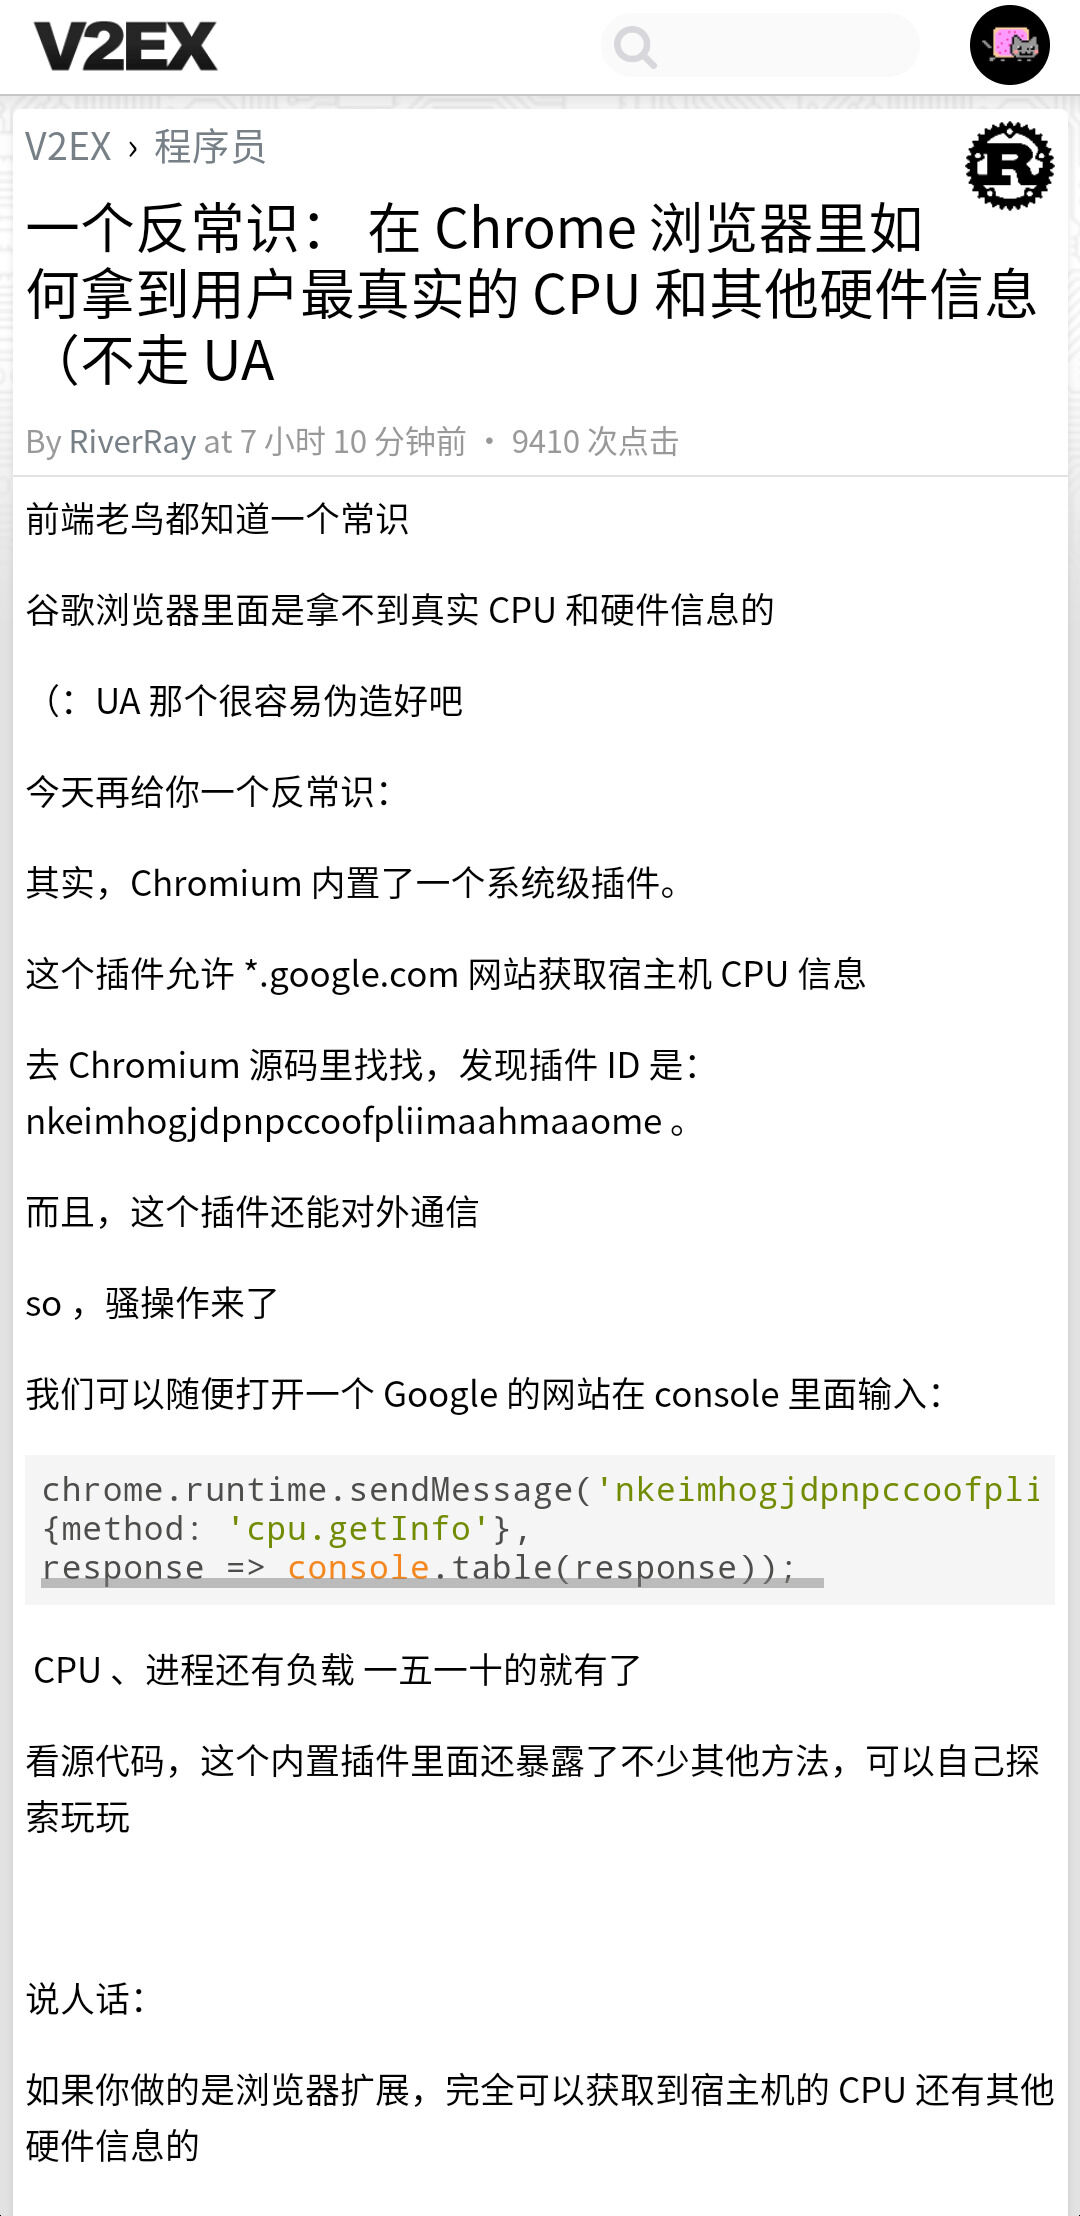 V2EX
V2EX › 程序员
一个反常识： 在 Chrome 浏览器里如
何拿到用户最真实的 CPU 和其他硬件信息
（不走 UA
By RiverRay at 7 小时 10 分钟前 · 9410 次点击
前端老鸟都知道一个常识
谷歌浏览器里面是拿不到真实 CPU 和硬件信息的
（：UA 那个很容易伪造好吧
今天再给你一个反常识：
其实，Chromium 内置了一个系统级插件。
这个插件允许 *.google.com 网站获取宿主机 CPU 信息
去 Chromium 源码里找找，发现插件 ID 是：
nkeimhogjdpnpccoofpliimaahmaaome 。
而且，这个插件还能对外通信
so ，骚操作来了
我们可以随便打开一个 Google 的网站在 console 里面输入：
chrome.runtime.sendMessage('nkeimhogjdpnpccoofpli
{method: 'cpu.getInfo'},
response => console.table(response));
CPU 、进程还有负载 一五一十的就有了
看源代码，这个内置插件里面还暴露了不少其他方法，可以自己探
索玩玩
说人话：
如果你做的是浏览器扩展，完全可以获取到宿主机的 CPU 还有其他
硬件信息的